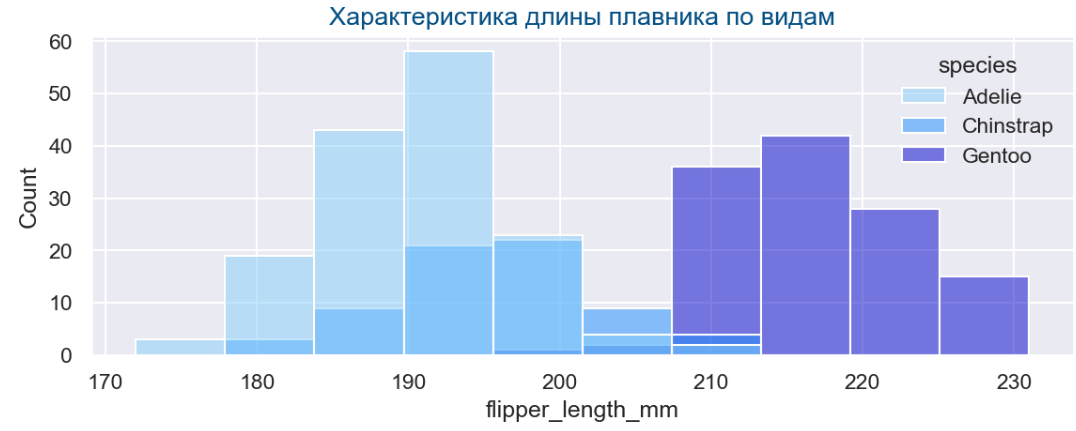 Характеристика длины плавника по видам
60
50
40
30
20
10
0
Count
species
Adelie
Chinstrap
Gentoo
170 180 190 200 210 220 230
flipper_length_mm